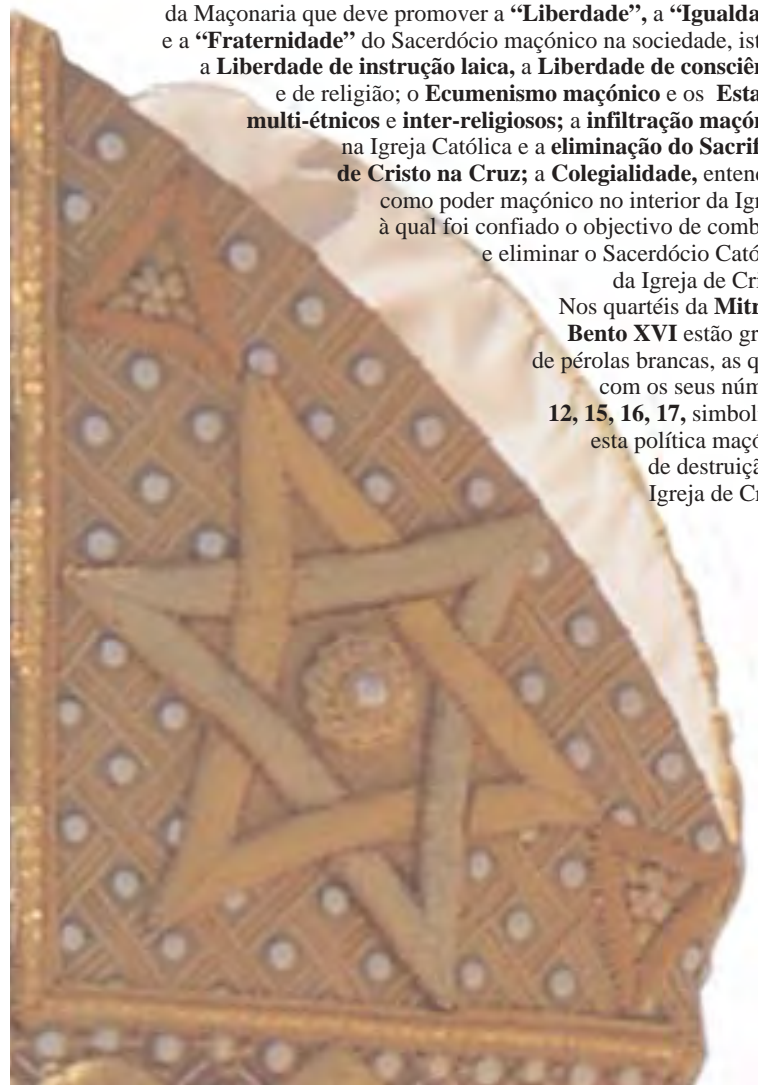 da Maçonaria que deve promover a “Liberdade”, a “Igualda
e a “Fraternidade” do Sacerdócio maçónico na sociedade, ist
a Liberdade de instrução laica, a Liberdade de consciên
e de religião; o Ecumenismo maçónico e os Esta
multi-étnicos e inter-religiosos; a infiltração maçón
na Igreja Católica e a eliminação do Sacrif
de Cristo na Cruz; a Colegialidade, enten
como poder maçónico no interior da Igr
à qual foi confiado o objectivo de comb
e eliminar o Sacerdócio Cató
da Igreja de Cri
Nos quartéis da Mitr
Bento XVI estão gr
de pérolas brancas, as q
com os seus núm
12, 15, 16, 17, simbol
esta política maçó
de destruiçã
Igreja de Cr